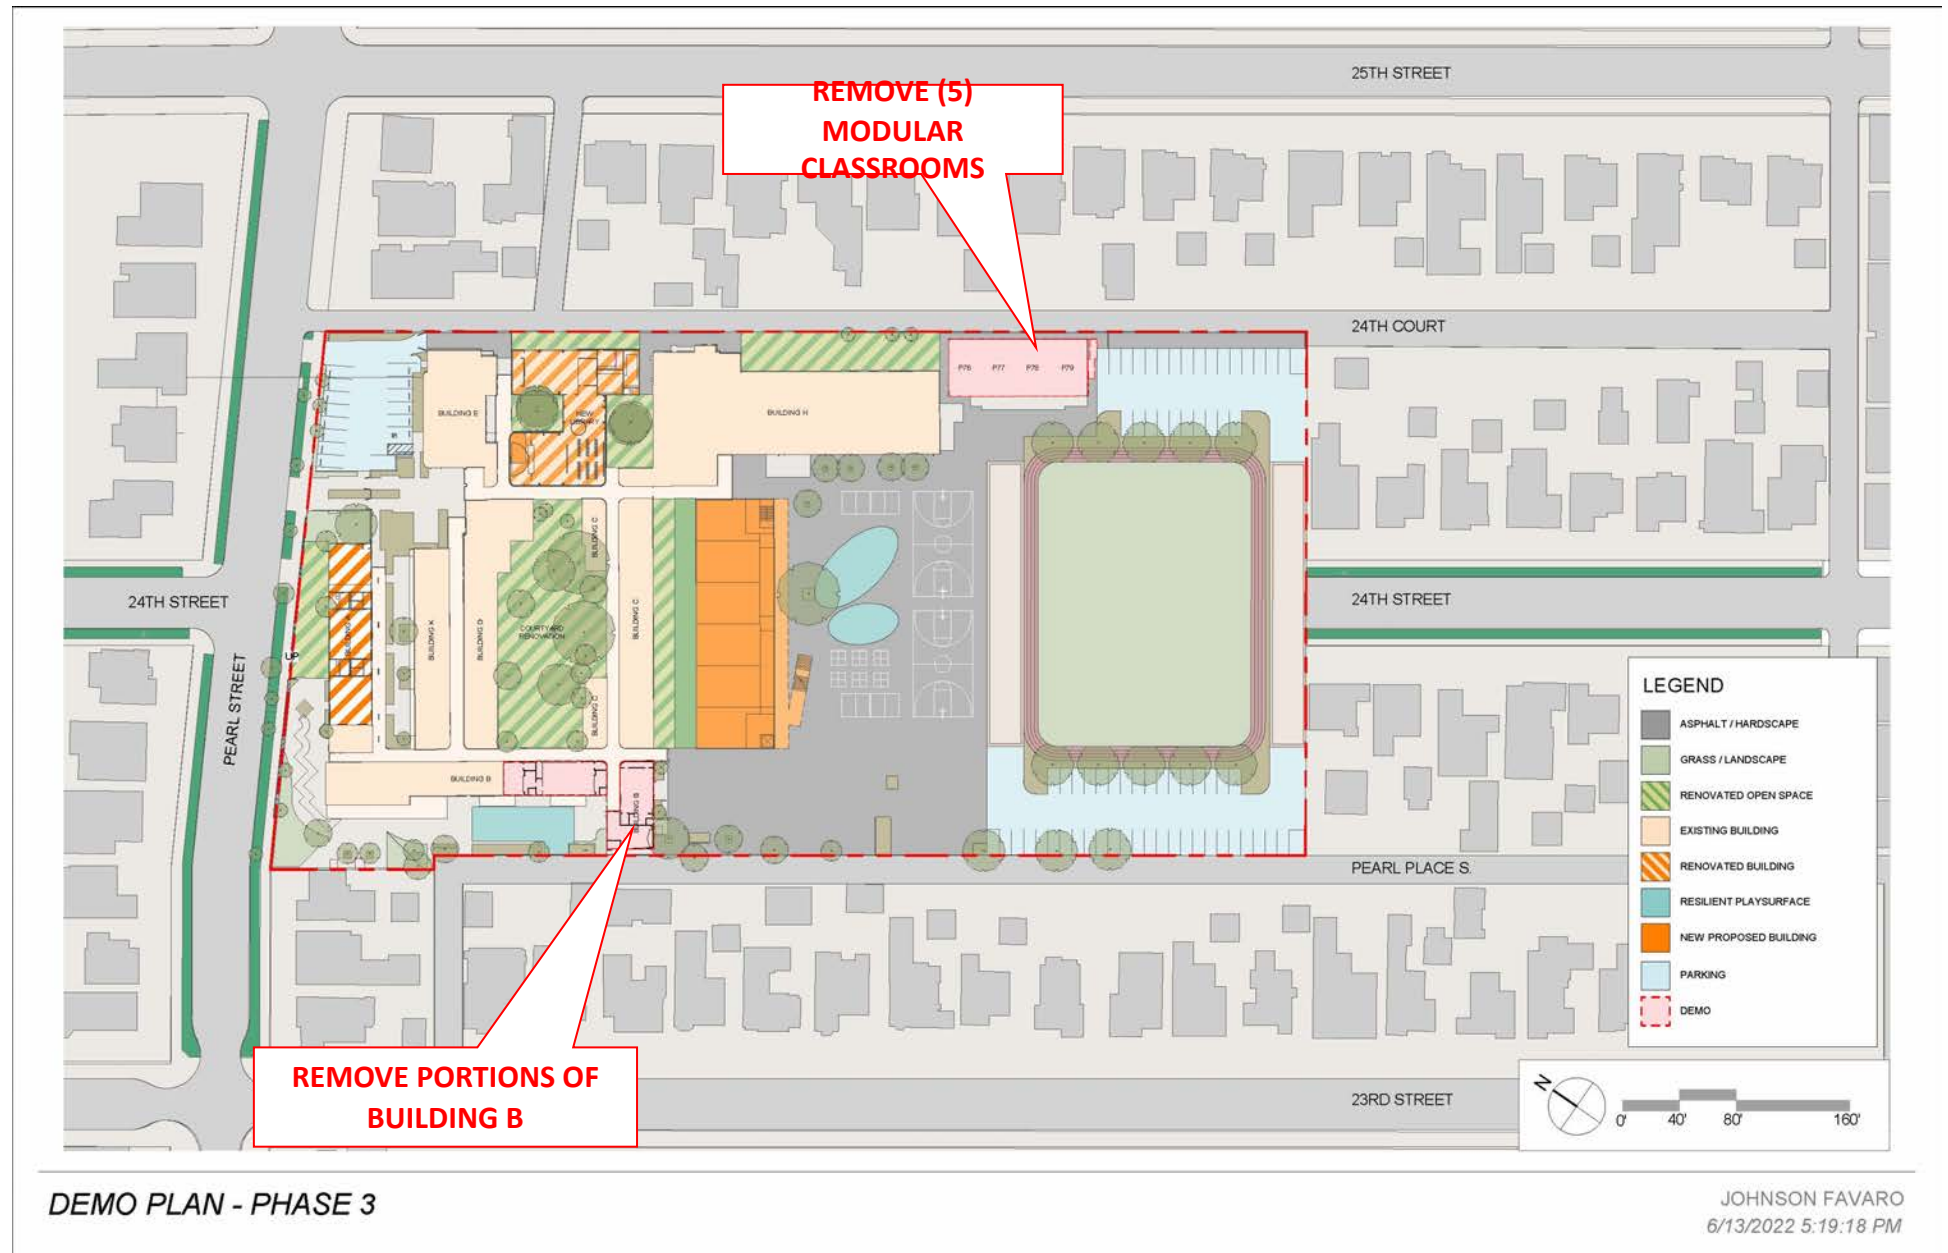 25TH STREET
REMOVE (5)
MODULAR
CLASSROOMS
24TH COURT
P76 P77 P78 P79
BUILDING E
NEW
LIBRARY
BUILDING H
24TH STREET
PEARL STREET
UP
BUILDING K
BUILDING D
COURTYARD
RENOVATION
BUILDING C
BUILDING C
BUILDING C
24TH STREET
BUILDING B
BUILDING B
PEARL PLACE S.
LEGEND
ASPHALT / HARDSCAPE
GRASS / LANDSCAPE
RENOVATED OPEN SPACE
EXISTING BUILDING
RENOVATED BUILDING
RESILIENT PLAYSURFACE
NEW PROPOSED BUILDING
PARKING
DEMO
REMOVE PORTIONS OF
BUILDING B
23RD STREET
N
0' 40' 80' 160'
DEMO PLAN - PHASE 3
JOHNSON FAVARO
6/13/2022 5:19:18 PM